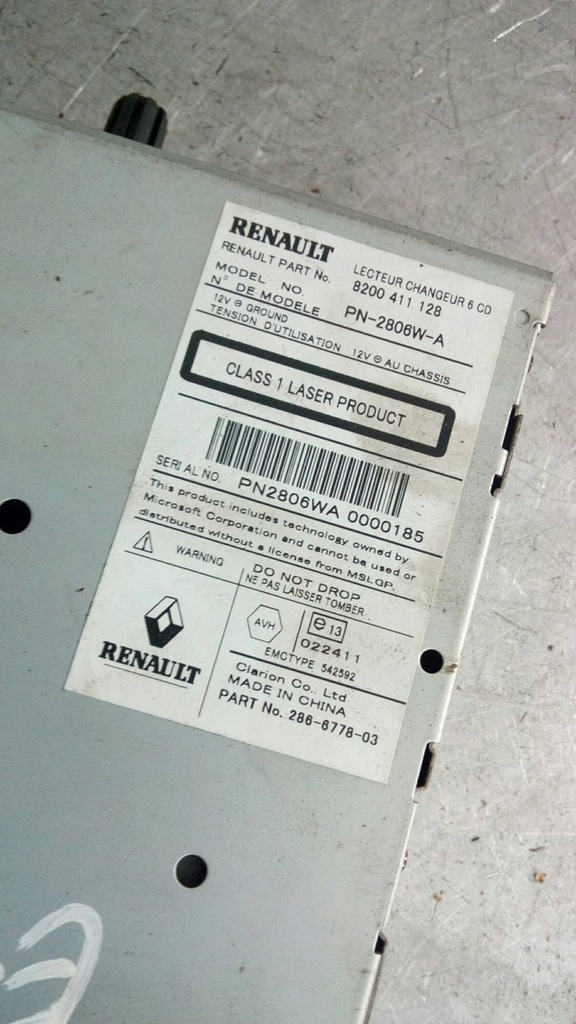 RENAULT
LECTEUR CHANGEUR 6 CD
RENAULT PART No. 8200 411 128
MODEL NO.
N° DE MODELE PN-2806W-A
12V ⊖ GROUND
TENSION D'UTILISATION 12V ⊖ AU CHASSIS
CLASS 1 LASER PRODUCT
SERIAL NO. PN2806WA 0000185
This product includes technology owned by
Microsoft Corporation and cannot be used or
distributed without a license from MSLGP.
WARNING
DO NOT DROP
NE PAS LAISSER TOMBER
AVH
e 13
022411
EMCTYPE 542592
RENAULT
Clarion Co., Ltd
MADE IN CHINA
PART No. 286-6778-03